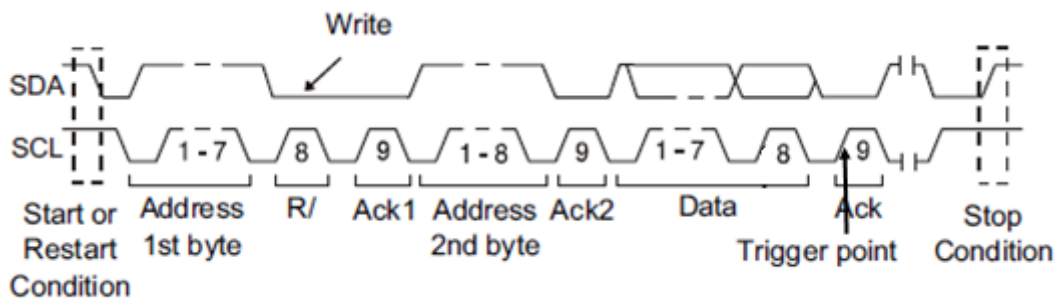 Write
SDA
SCL
1 - 7 8 9 1 - 8 9 1 - 7 8 9
Start or Restart Condition
Address 1st byte
R/
Ack1
Address 2nd byte
Ack2
Data
Ack
Trigger point
Stop Condition